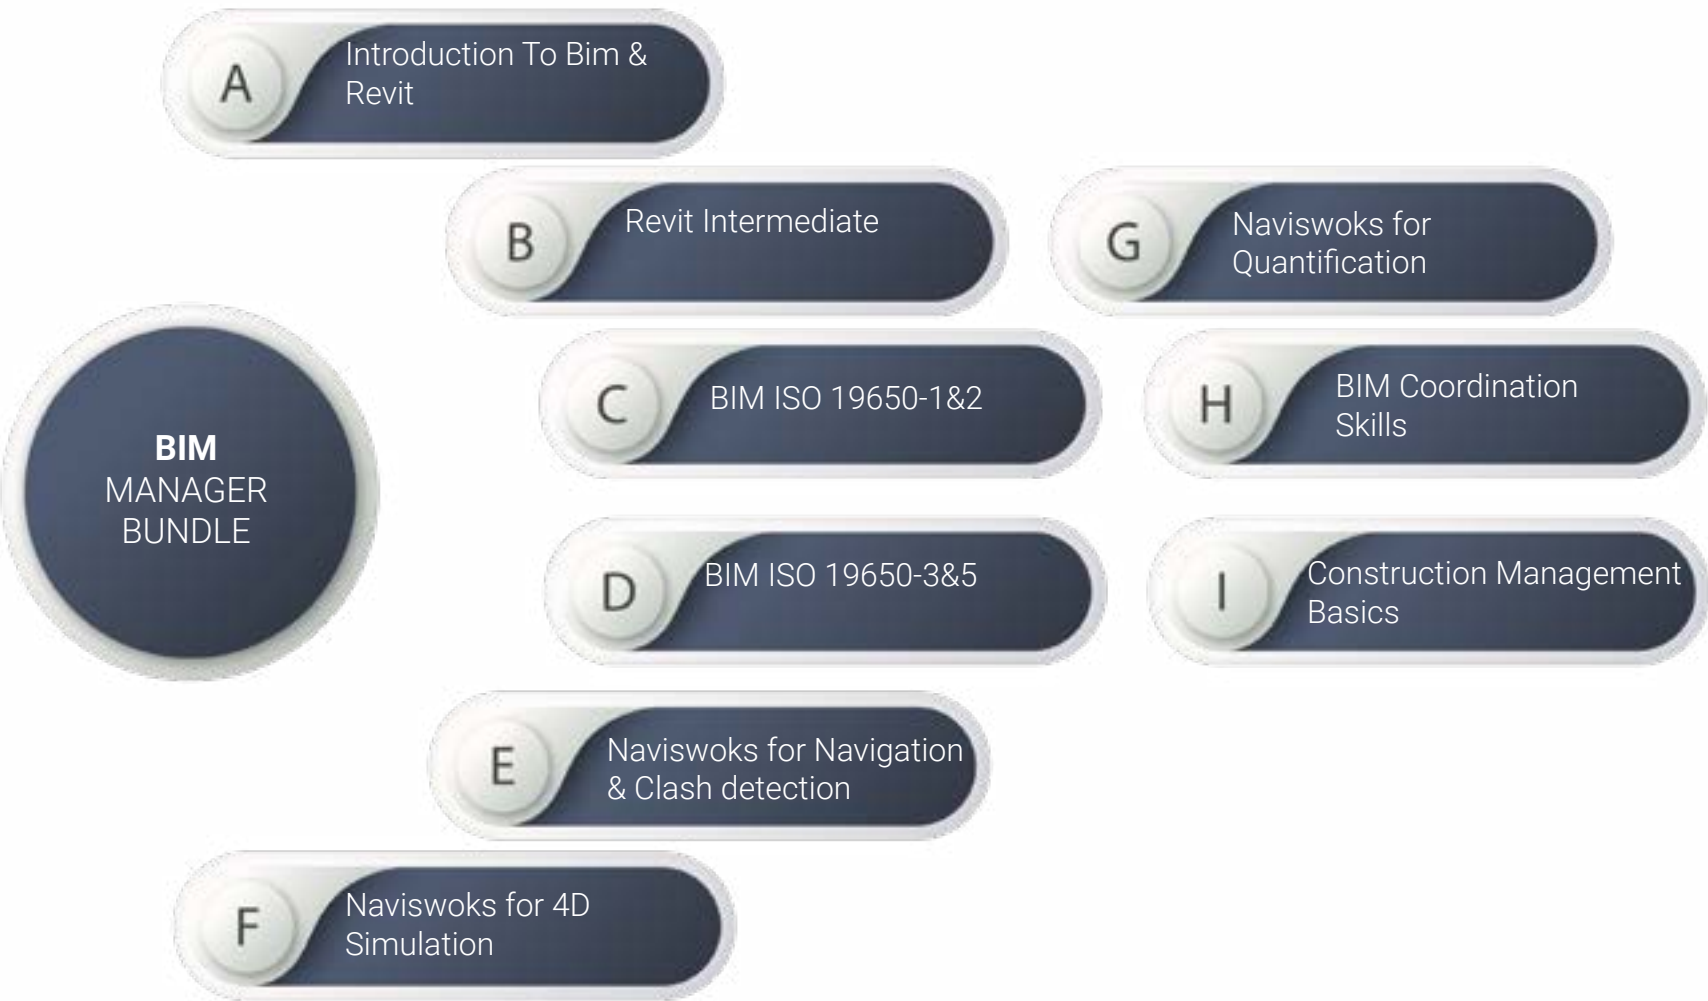 A
Introduction To Bim &
Revit
B
Revit Intermediate
C
BIM ISO 19650-1&2
D
BIM ISO 19650-3&5
E
Naviswoks for Navigation
& Clash detection
F
Naviswoks for 4D
Simulation
G
Naviswoks for
Quantification
H
BIM Coordination
Skills
I
Construction Management
Basics
BIM
MANAGER
BUNDLE